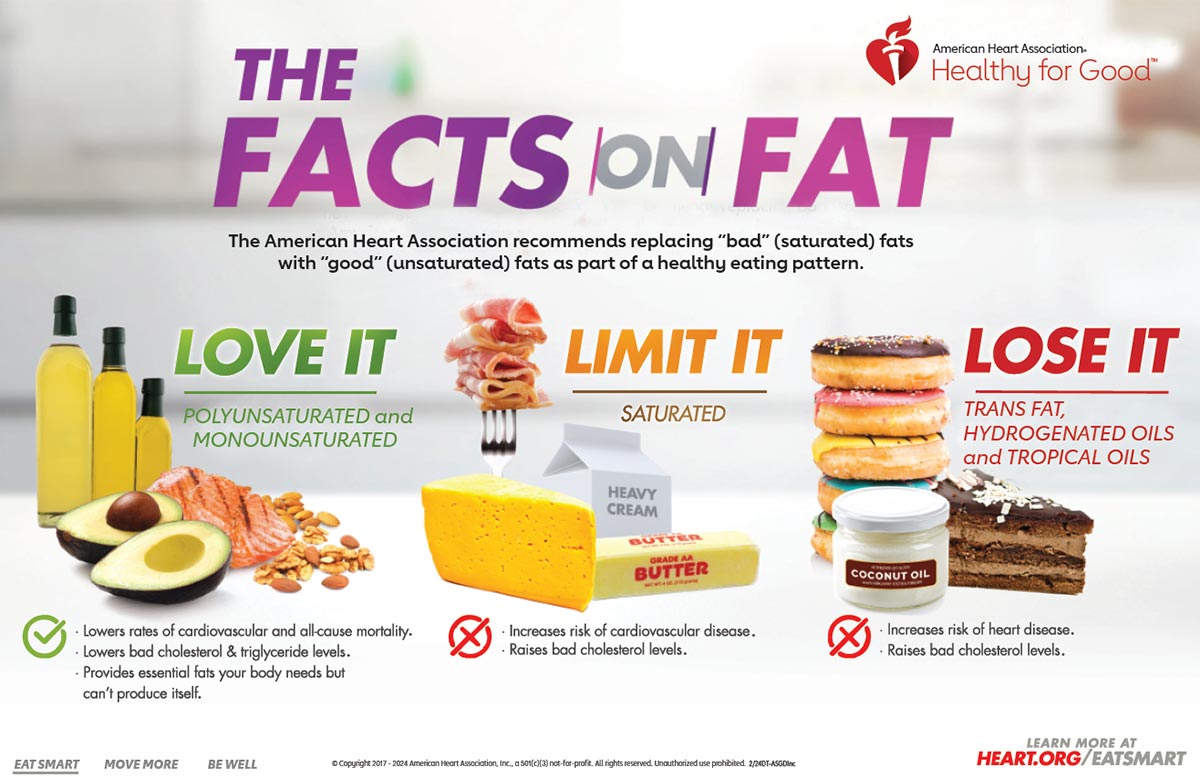 American Heart Association®
Healthy for Good™
THE
FACTS |ON| FAT
The American Heart Association recommends replacing “bad” (saturated) fats
with “good” (unsaturated) fats as part of a healthy eating pattern.
LOVE IT
POLYUNSATURATED and
MONOUNSATURATED
· Lowers rates of cardiovascular and all-cause mortality.
· Lowers bad cholesterol & triglyceride levels.
· Provides essential fats your body needs but
can’t produce itself.
LIMIT IT
SATURATED
HEAVY
CREAM
BUTTER
GRADE AA
BUTTER
· Increases risk of cardiovascular disease.
· Raises bad cholesterol levels.
LOSE IT
TRANS FAT,
HYDROGENATED OILS
and TROPICAL OILS
COCONUT OIL
· Increases risk of heart disease.
· Raises bad cholesterol levels.
EAT SMART MOVE MORE BE WELL
© Copyright 2017 - 2024 American Heart Association, Inc., a 501(c)(3) not-for-profit. All rights reserved. Unauthorized use prohibited. 2/24DT-ASGDInc
LEARN MORE AT
HEART.ORG/EATSMART